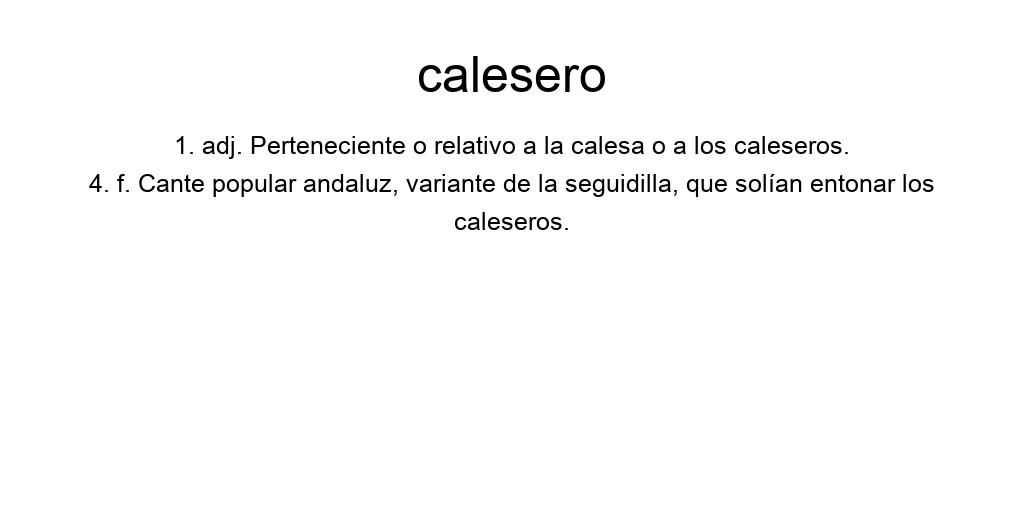 calesero
1. adj. Perteneciente o relativo a la calesa o a los caleseros.
4. f. Cante popular andaluz, variante de la seguidilla, que solían entonar los
caleseros.